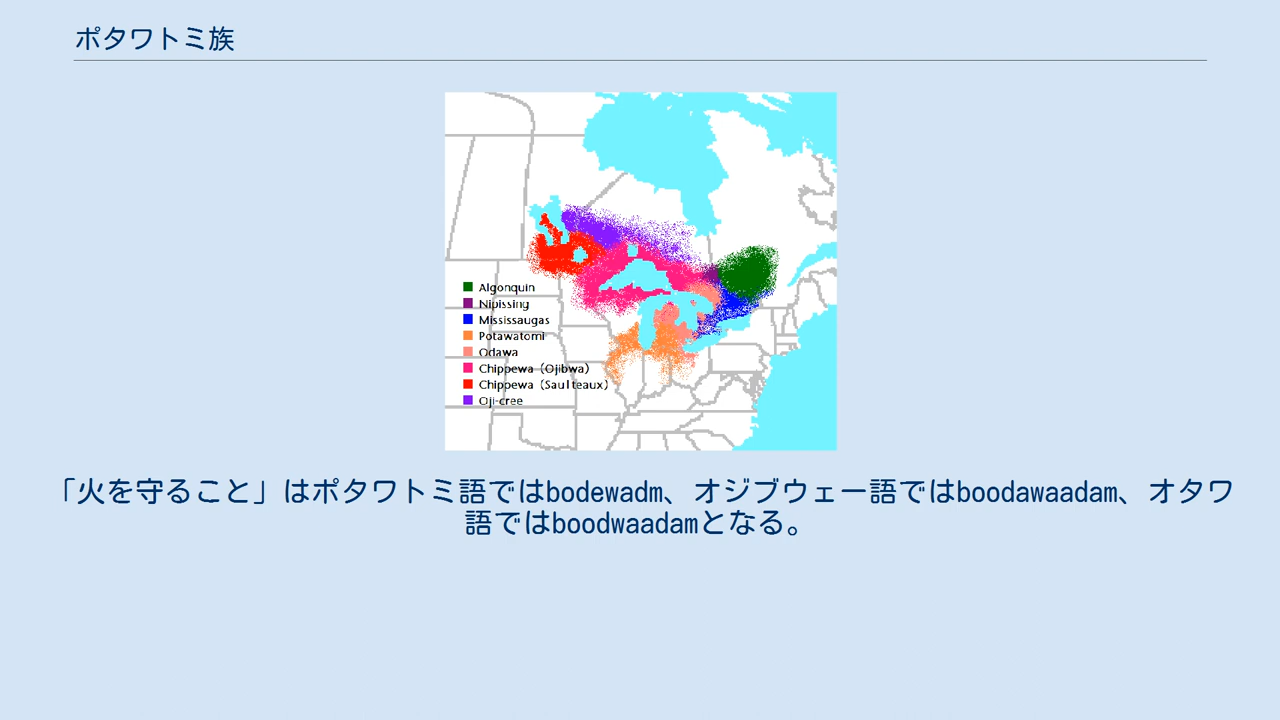 ポタワトミ族
Algonquin
Nipissing
Mississaugas
Potawatomi
Odawa
Chippewa (Ojibwa)
Chippewa (Saulteaux)
Oji-cree
「火を守ること」はポタワトミ語ではbodewadm、オジブウェー語ではboodawaadam、オタワ
語ではboodwaadamとなる。